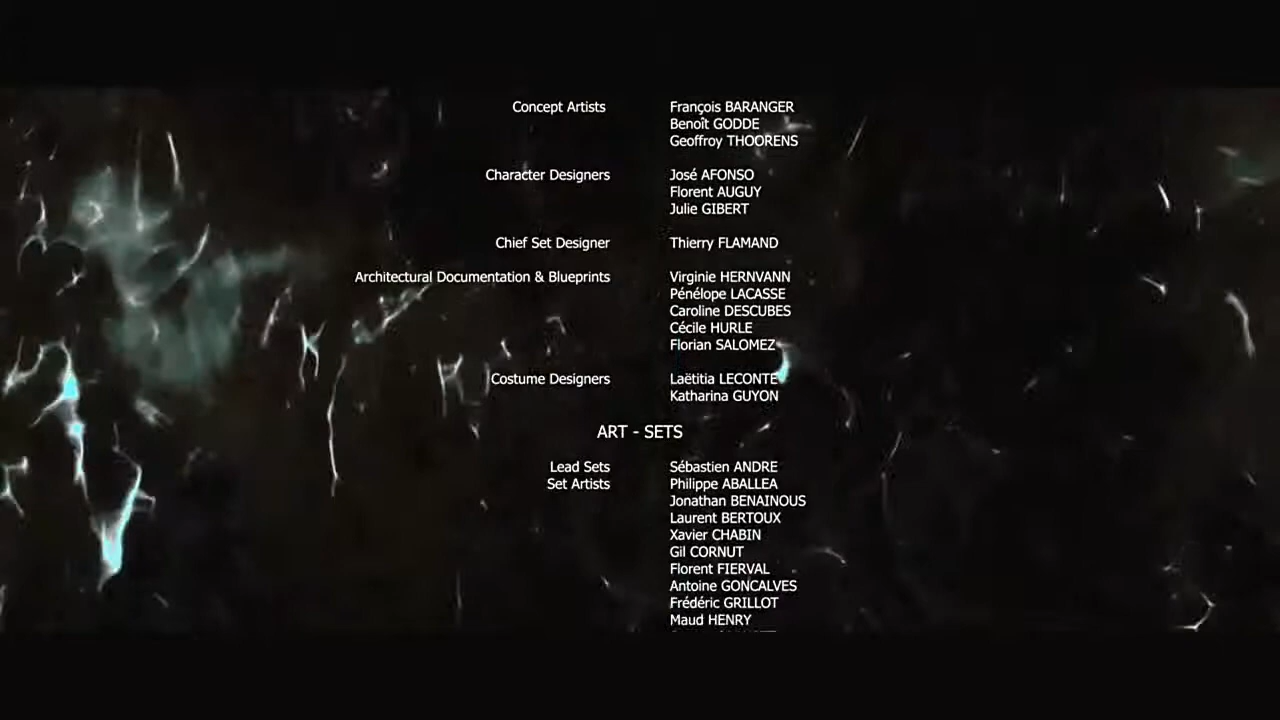 Concept Artists François BARANGER
Benoît GODDE
Geoffroy THOORENS
Character Designers José AFONSO
Florent AUGUY
Julie GIBERT
Chief Set Designer Thierry FLAMAND
Architectural Documentation & Blueprints Virginie HERNVANN
Pénélope LACASSE
Caroline DESCUBES
Cécile HURLE
Florian SALOMEZ
Costume Designers Laëtitia LECONTE
Katharina GUYON
ART - SETS
Lead Sets Sébastien ANDRE
Set Artists Philippe ABALLEA
Jonathan BENAINOUS
Laurent BERTOUX
Xavier CHABIN
Gil CORNUT
Florent FIERVAL
Antoine GONCALVES
Frédéric GRILLOT
Maud HENRY